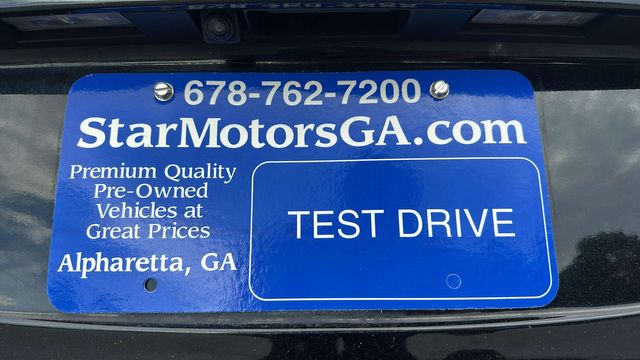 678-762-7200
StarMotorsGA.com
Premium Quality
Pre-Owned
Vehicles at
Great Prices
Alpharetta, GA
TEST DRIVE